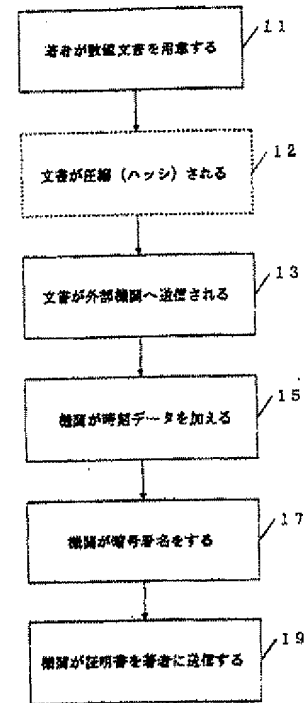 著者が数値文書を用意する
11
文書が圧縮（ハッシ）される
12
文書が外部機関へ送信される
13
機関が時刻データを加える
15
機関が暗号署名をする
17
機関が証明書を著者に送信する
19